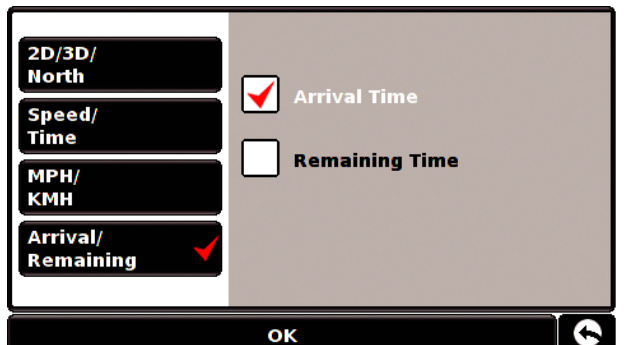 2D/3D/
North
Speed/
Time
MPH/
KMH
Arrival/
Remaining
Arrival Time
Remaining Time
OK